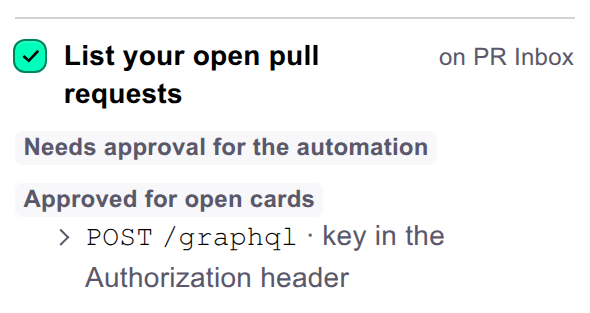 List your open pull requests
on PR Inbox
Needs approval for the automation
Approved for open cards
> POST /graphql · key in the
Authorization header